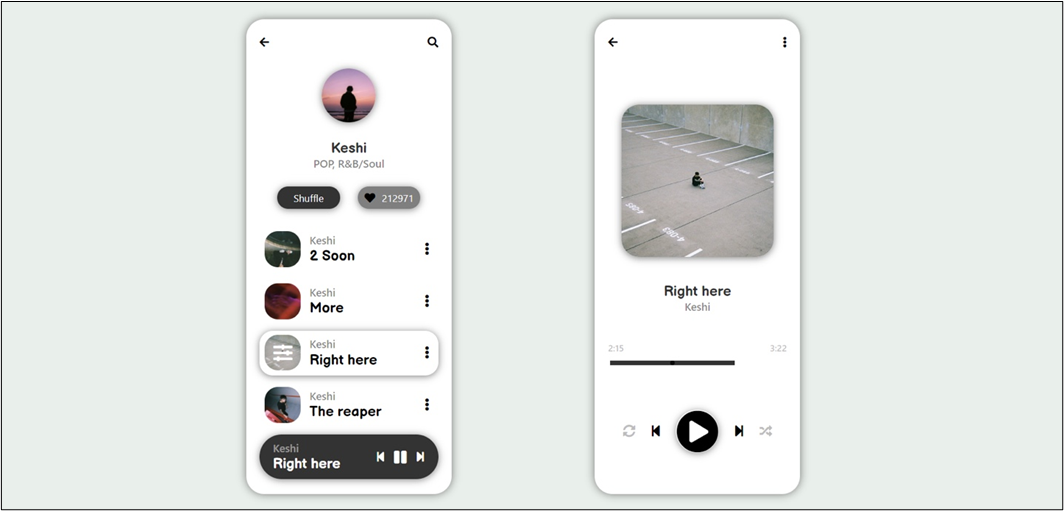 Keshi
POP, R&B/Soul
Shuffle
212971
Keshi
2 Soon
Keshi
More
Keshi
Right here
Keshi
The reaper
Keshi
Right here
Right here
Keshi
2:15
3:22